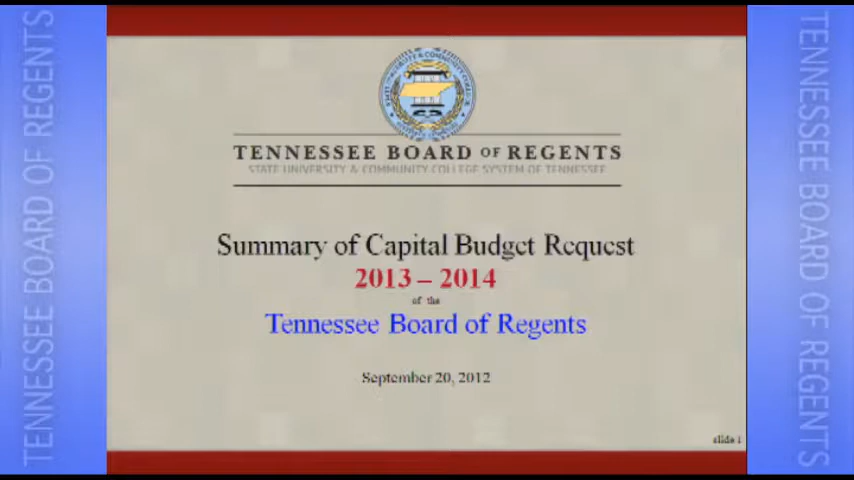 TENNESSEE BOARD OF REGENTS
TENNESSEE BOARD OF REGENTS
STATE UNIVERSITY & COMMUNITY COLLEGE SYSTEM OF TENNESSEE
Summary of Capital Budget Request
2013 – 2014
of the
Tennessee Board of Regents
September 20, 2012
slide 1
TENNESSEE BOARD OF REGENTS